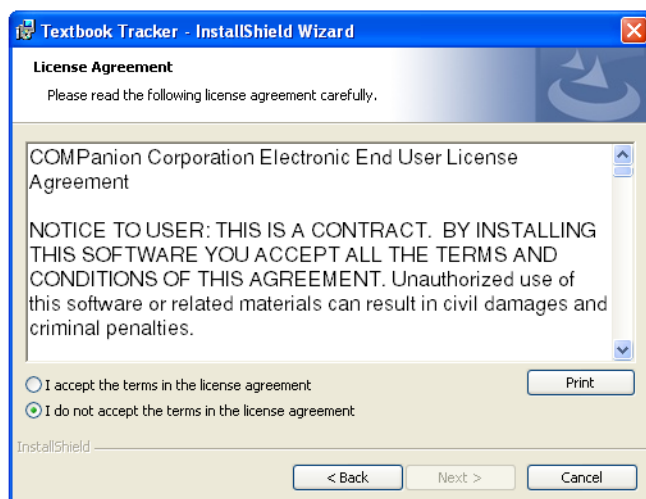 Textbook Tracker - InstallShield Wizard
License Agreement
Please read the following license agreement carefully.
COMPanion Corporation Electronic End User License
Agreement
NOTICE TO USER: THIS IS A CONTRACT.  BY INSTALLING
THIS SOFTWARE YOU ACCEPT ALL THE TERMS AND
CONDITIONS OF THIS AGREEMENT. Unauthorized use of
this software or related materials can result in civil damages and
criminal penalties.
I accept the terms in the license agreement
Print
I do not accept the terms in the license agreement
InstallShield
< Back Next > Cancel